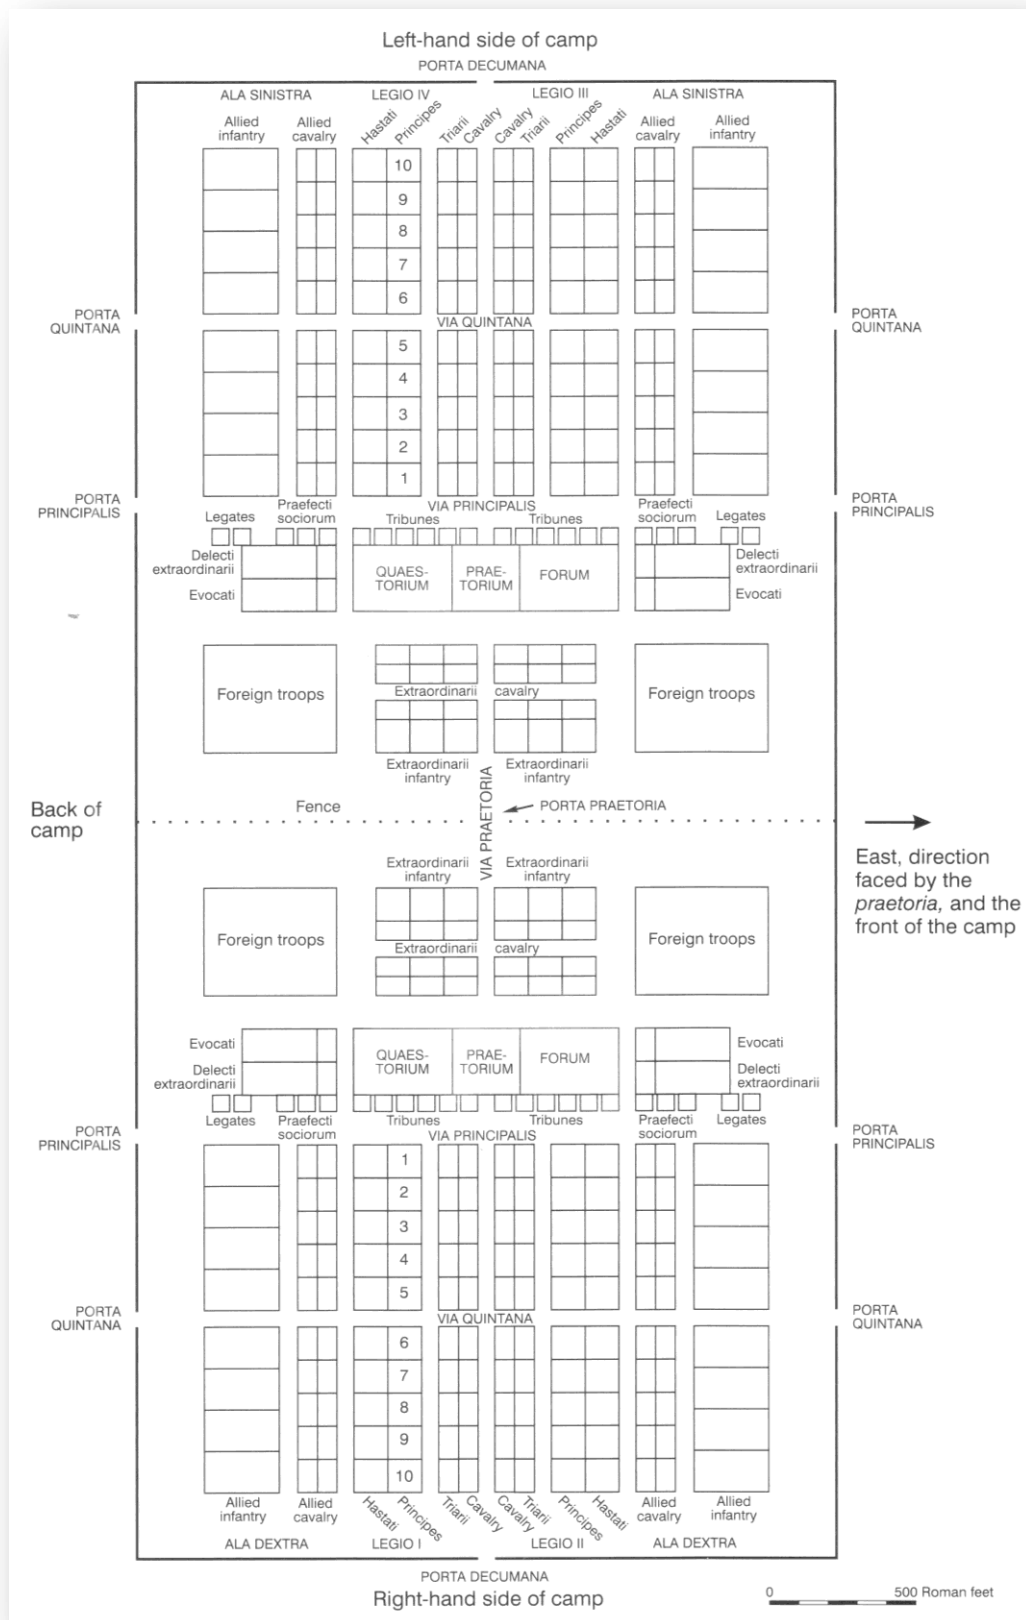 Left-hand side of camp
PORTA DECUMANA
ALA SINISTRA
LEGIO IV
LEGIO III
ALA SINISTRA
Allied
infantry
Allied
cavalry
Hastati
Principes
Triarii
Cavalry
Cavalry
Triarii
Principes
Hastati
Allied
cavalry
Allied
infantry
10
9
8
7
6
PORTA
QUINTANA
VIA QUINTANA
PORTA
QUINTANA
5
4
3
2
1
PORTA
PRINCIPALIS
VIA PRINCIPALIS
PORTA
PRINCIPALIS
Legates
Praefecti
sociorum
Tribunes
Tribunes
Praefecti
sociorum
Legates
Delecti
extraordinarii
Evocati
QUAES-
TORIUM
PRAE-
TORIUM
FORUM
Delecti
extraordinarii
Evocati
Foreign troops
Extraordinarii cavalry
Foreign troops
Extraordinarii
infantry
Extraordinarii
infantry
VIA PRAETORIA
Back of
camp
Fence
PORTA PRAETORIA
East, direction
faced by the
praetoria, and the
front of the camp
Extraordinarii
infantry
Extraordinarii
infantry
Foreign troops
Extraordinarii cavalry
Foreign troops
Evocati
Delecti
extraordinarii
QUAES-
TORIUM
PRAE-
TORIUM
FORUM
Evocati
Delecti
extraordinarii
Legates
Praefecti
sociorum
Tribunes
Tribunes
Praefecti
sociorum
Legates
PORTA
PRINCIPALIS
VIA PRINCIPALIS
PORTA
PRINCIPALIS
1
2
3
4
5
PORTA
QUINTANA
VIA QUINTANA
PORTA
QUINTANA
6
7
8
9
10
Allied
infantry
Allied
cavalry
Hastati
Principes
Triarii
Cavalry
Cavalry
Triarii
Principes
Hastati
Allied
cavalry
Allied
infantry
ALA DEXTRA
LEGIO I
LEGIO II
ALA DEXTRA
PORTA DECUMANA
Right-hand side of camp
0 500 Roman feet